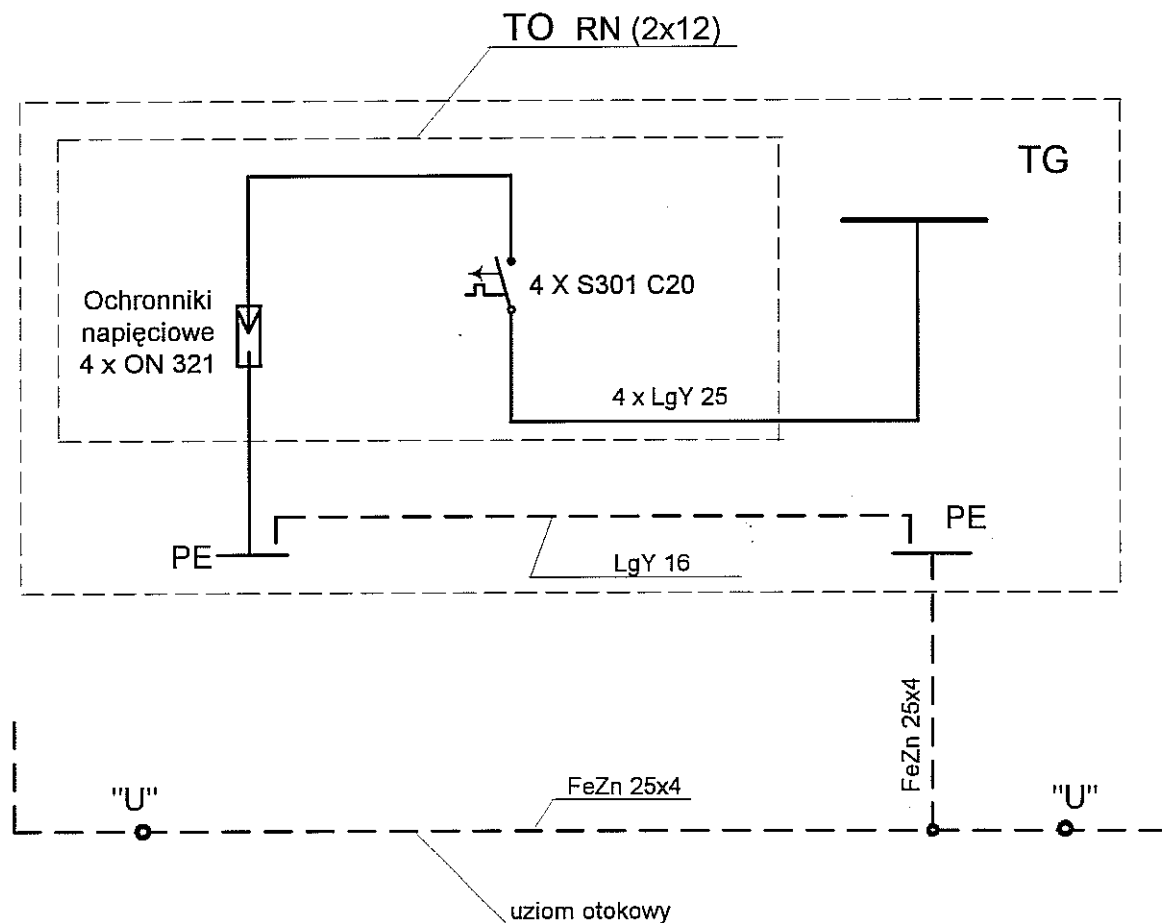 TO RN (2x12)
TG
4 X S301 C20
Ochronniki
napięciowe
4 x ON 321
4 x LgY 25
PE
PE
LgY 16
FeZn 25x4
"U"
FeZn 25x4
"U"
uziom otokowy